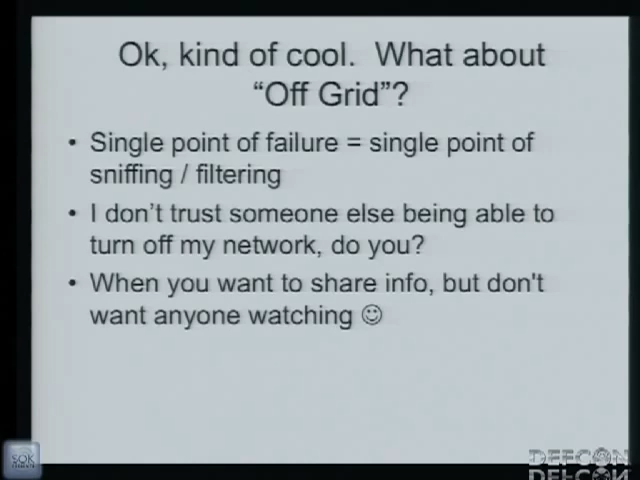 Ok, kind of cool. What about
“Off Grid”?
• Single point of failure = single point of
sniffing / filtering
• I don’t trust someone else being able to
turn off my network, do you?
• When you want to share info, but don't
want anyone watching ☺
SOK
DEFCON